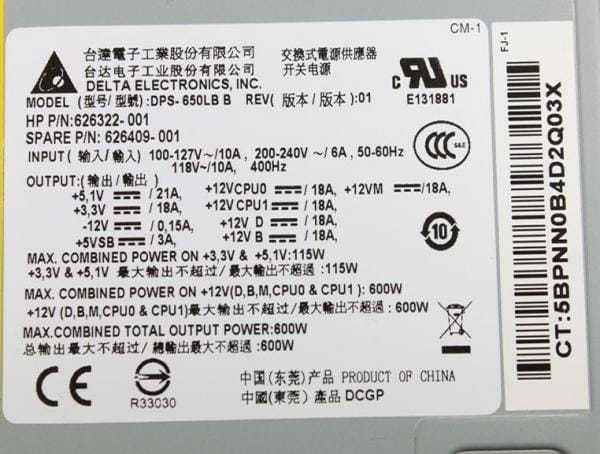 CM-1
台達電子工業股份有限公司 交換式電源供應器
台达电子工业股份有限公司 开关电源
DELTA ELECTRONICS, INC.
MODEL (型号/型號):DPS-650LB B REV(版本/版本):01
c RU US
E131881
HP P/N:626322-001
SPARE P/N: 626409-001
INPUT (输入/輸入) 100-127V~/10A, 200-240V~/6A, 50-60Hz
118V~/10A, 400Hz
CCC
OUTPUT:(输出/輸出)
+5,1V / 21A, +12VCPU0 / 18A, +12VM /18A,
+3,3V / 18A, +12V CPU1 / 18A,
-12V / 0,15A, +12V D / 18A,
+5VSB / 3A, +12V B / 18A,
10
MAX. COMBINED POWER ON +3,3V & +5,1V:115W
+3,3V & +5,1V 最大输出不超过/最大輸出不超過:115W
MAX. COMBINED POWER ON +12V(D,B,M,CPU0 & CPU1) : 600W
+12V (D,B,M,CPU0 & CPU1)最大输出不超过/最大輸出不超過: 600W
MAX.COMBINED TOTAL OUTPUT POWER:600W
总输出最大不超过/總輸出最大不超過:600W
CE
R33030
中国(东莞)产品 PRODUCT OF CHINA
中國(東莞)產品 DCGP
FJ-1
CT:5BPNN0B4D2Q03X